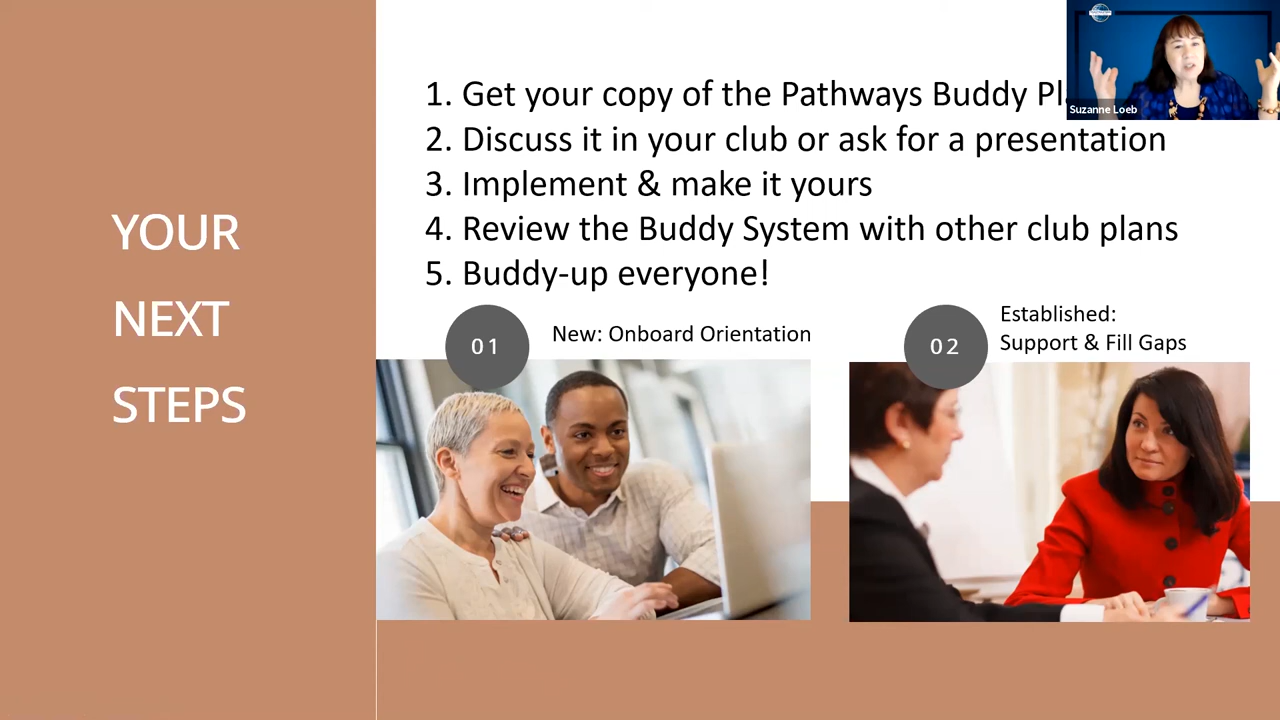 YOUR
NEXT
STEPS
1. Get your copy of the Pathways Buddy
2. Discuss it in your club or ask for a presentation
3. Implement & make it yours
4. Review the Buddy System with other club plans
5. Buddy-up everyone!
Suzanne Loeb
01
New: Onboard Orientation
02
Established:
Support & Fill Gaps